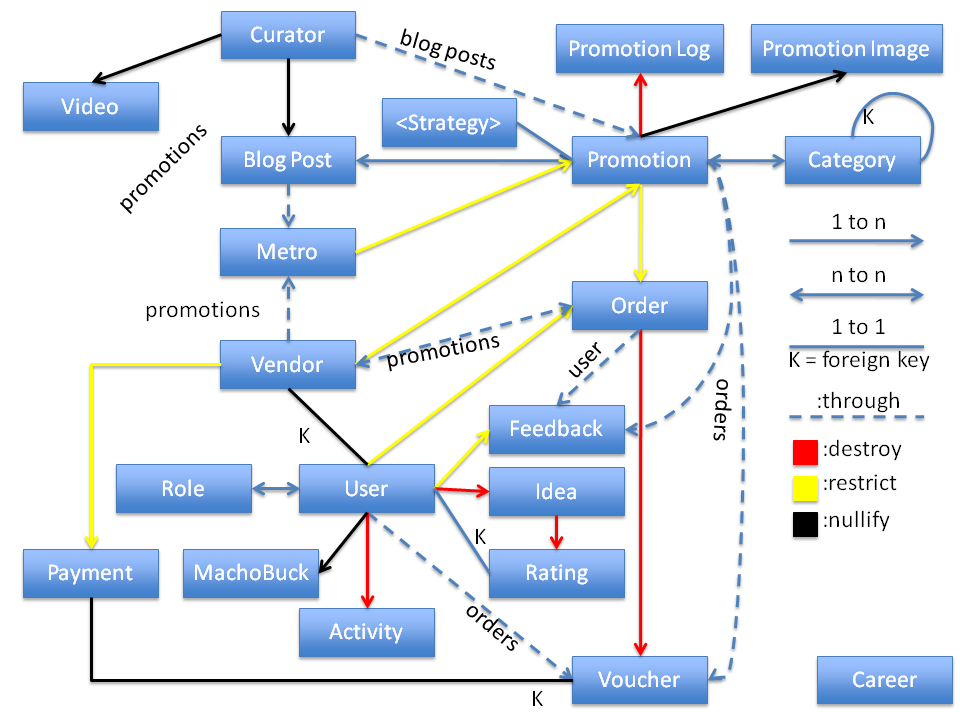 Curator
blog posts
Promotion Log
Promotion Image
Video
<Strategy>
K
promotions
Blog Post
Promotion
Category
Metro
1 to n
n to n
promotions
Order
1 to 1
Vendor
promotions
user
K = foreign key
orders
:through
K
Feedback
:destroy
Role
User
Idea
:restrict
:nullify
K
Payment
MachoBuck
Rating
orders
Activity
Voucher
Career
K